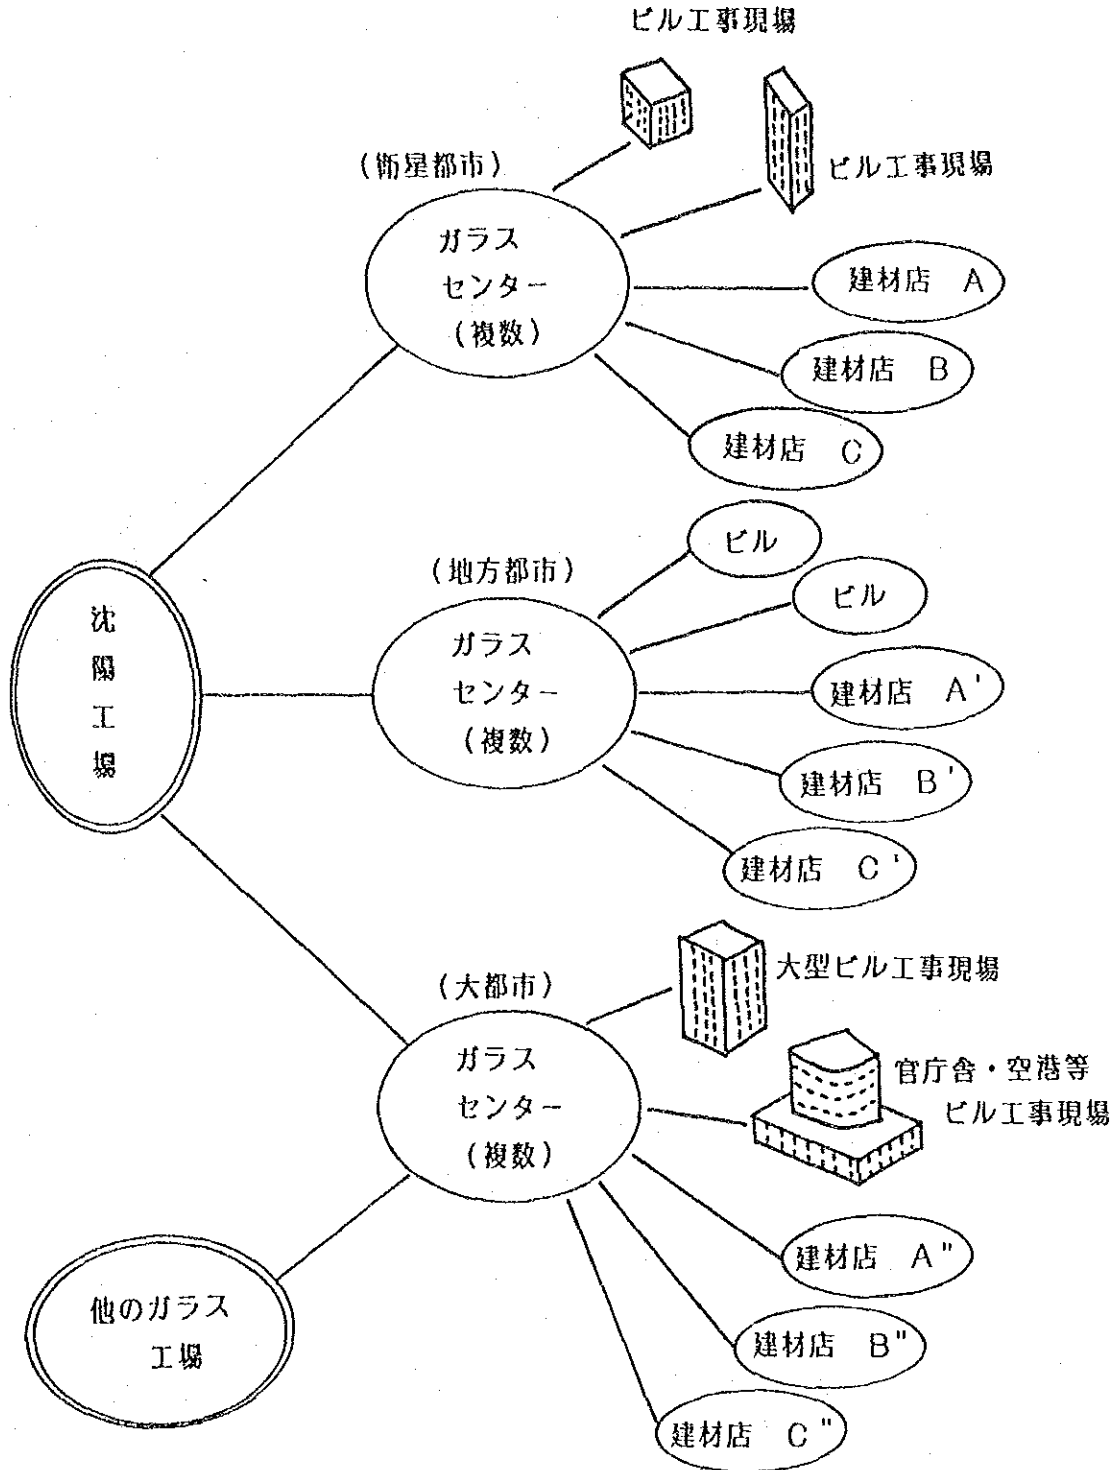 ビル工事現場
(衛星都市)
ビル工事現場
ガラス
センター
(複数)
建材店 A
建材店 B
建材店 C
ビル
(地方都市)
ビル
沈陽工場
ガラス
センター
(複数)
建材店 A'
建材店 B'
建材店 C'
大型ビル工事現場
(大都市)
ガラス
センター
(複数)
官庁舎・空港等
ビル工事現場
建材店 A"
他のガラス
工場
建材店 B"
建材店 C"